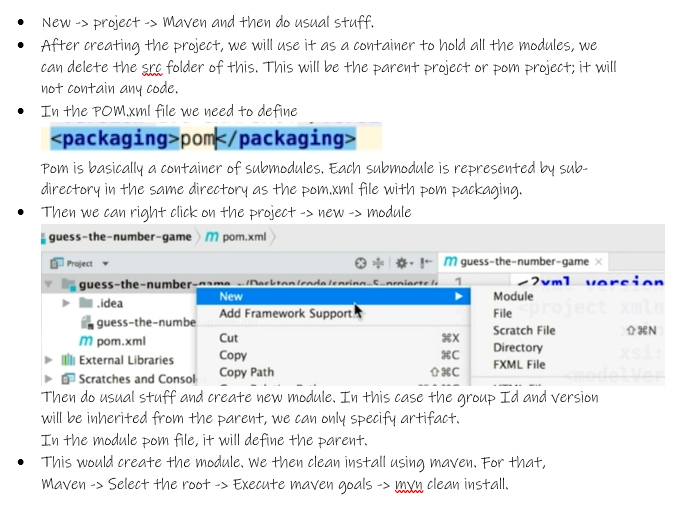 New -> project -> Maven and then do usual stuff.
After creating the project, we will use it as a container to hold all the modules, we
can delete the src folder of this. This will be the parent project or pom project; it will
not contain any code.
In the POM.xml file we need to define
<packaging>pom</packaging>
Pom is basically a container of submodules. Each submodule is represented by sub-
directory in the same directory as the pom.xml file with pom packaging.
Then we can right click on the project -> new -> module
guess-the-number-game pom.xml
Project guess-the-number-game
guess-the-number-game ~/Desktop/code/spring-5-projects/ 1 <?xml version
New Module
.idea Add Framework Support... File
guess-the-numbe Scratch File ⇧⌘N
pom.xml Cut ⌘X Directory
External Libraries Copy ⌘C FXML File
Scratches and Consol Copy Path ⇧⌘C
Then do usual stuff and create new module. In this case the group Id and version
will be inherited from the parent, we can only specify artifact.
In the module pom file, it will define the parent.
This would create the module. We then clean install using maven. For that,
Maven -> Select the root -> Execute maven goals -> mvn clean install.